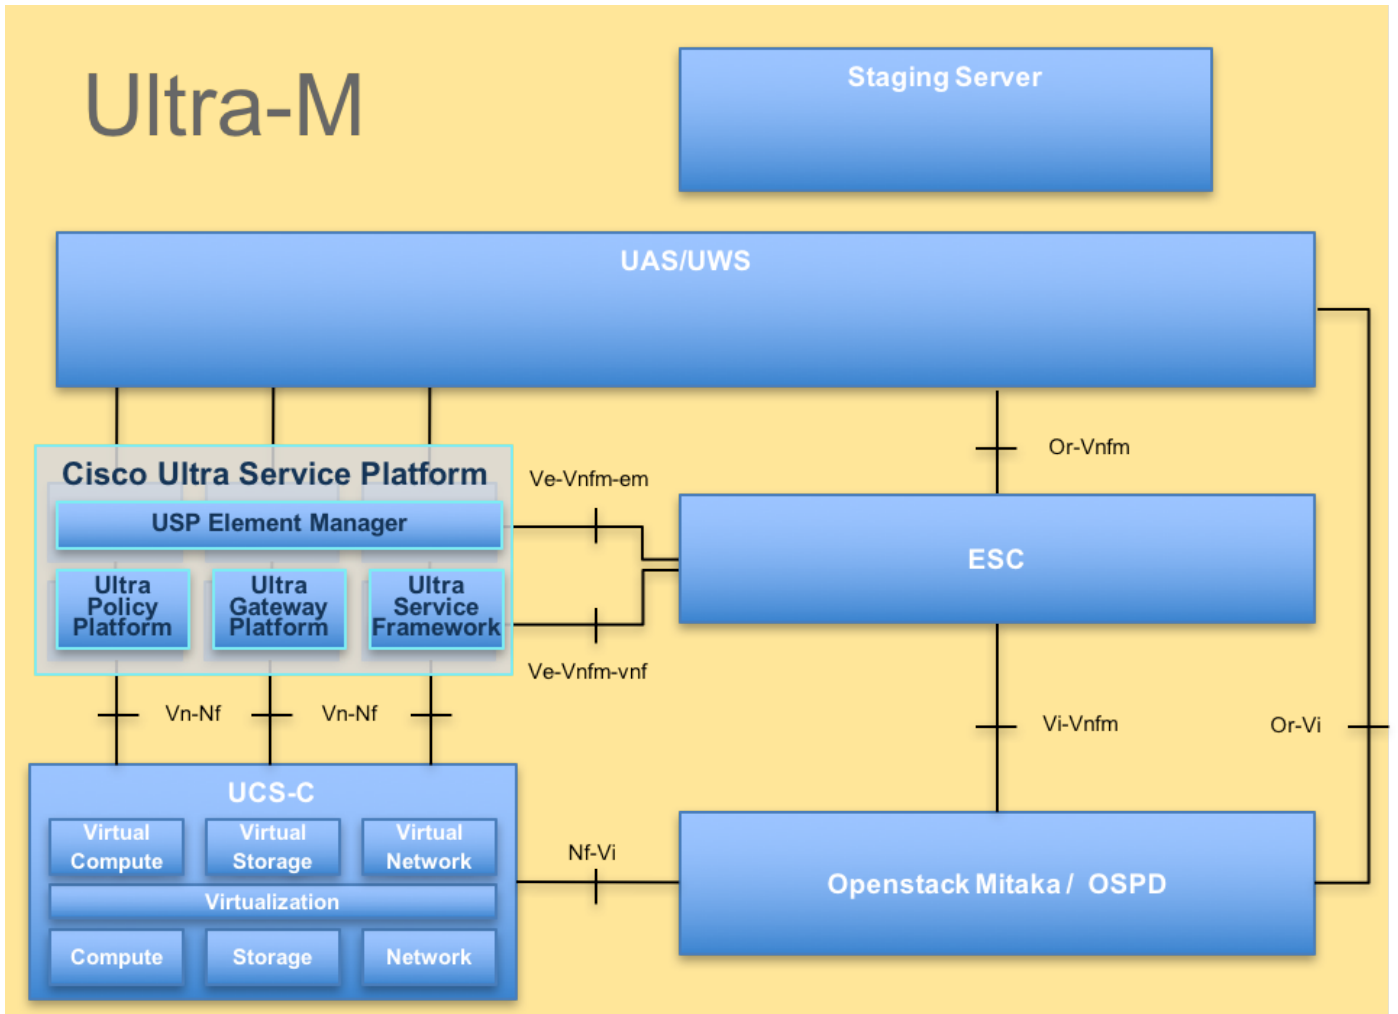 Ultra-M
Staging Server
UAS/UWS
Or-Vnfm
Cisco Ultra Service Platform
Ve-Vnfm-em
USP Element Manager
ESC
Ultra
Policy
Platform
Ultra
Gateway
Platform
Ultra
Service
Framework
Ve-Vnfm-vnf
Vn-Nf
Vn-Nf
Vi-Vnfm
Or-Vi
UCS-C
Virtual
Compute
Virtual
Storage
Virtual
Network
Nf-Vi
Openstack Mitaka / OSPD
Virtualization
Compute
Storage
Network